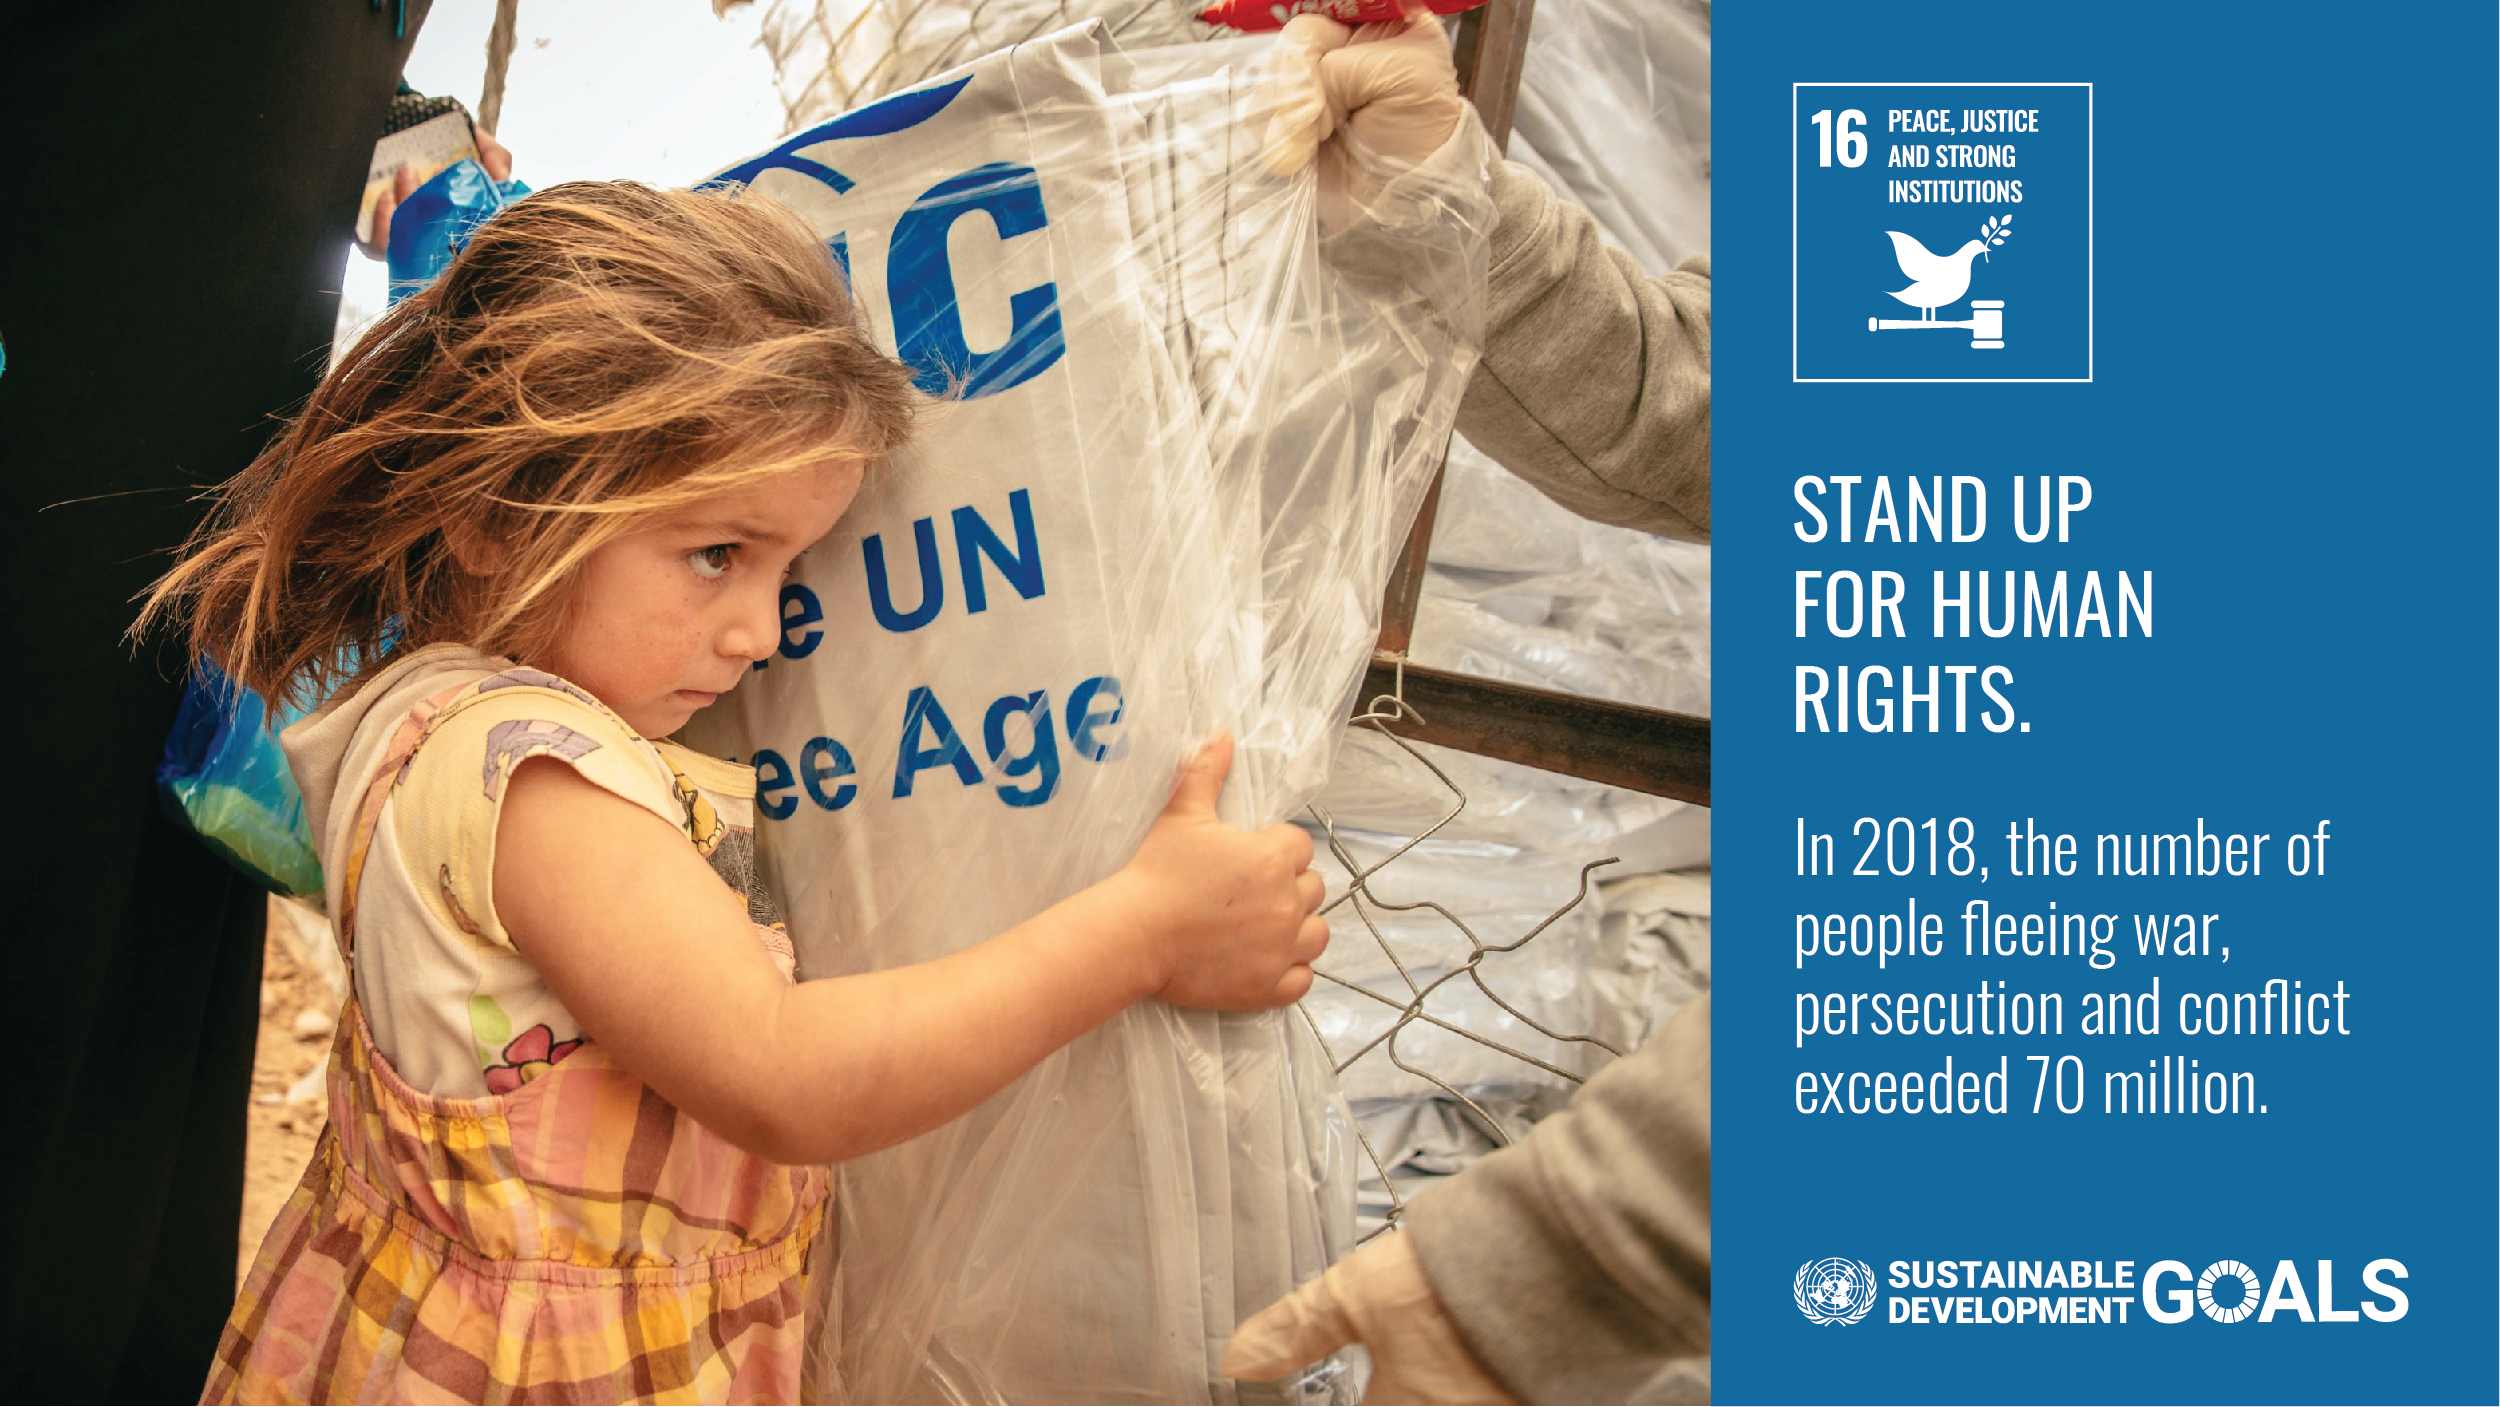 C
e UN
ee Age
16
PEACE, JUSTICE
AND STRONG
INSTITUTIONS
STAND UP
FOR HUMAN
RIGHTS.
In 2018, the number of
people fleeing war,
persecution and conflict
exceeded 70 million.
SUSTAINABLE
DEVELOPMENT
GOALS